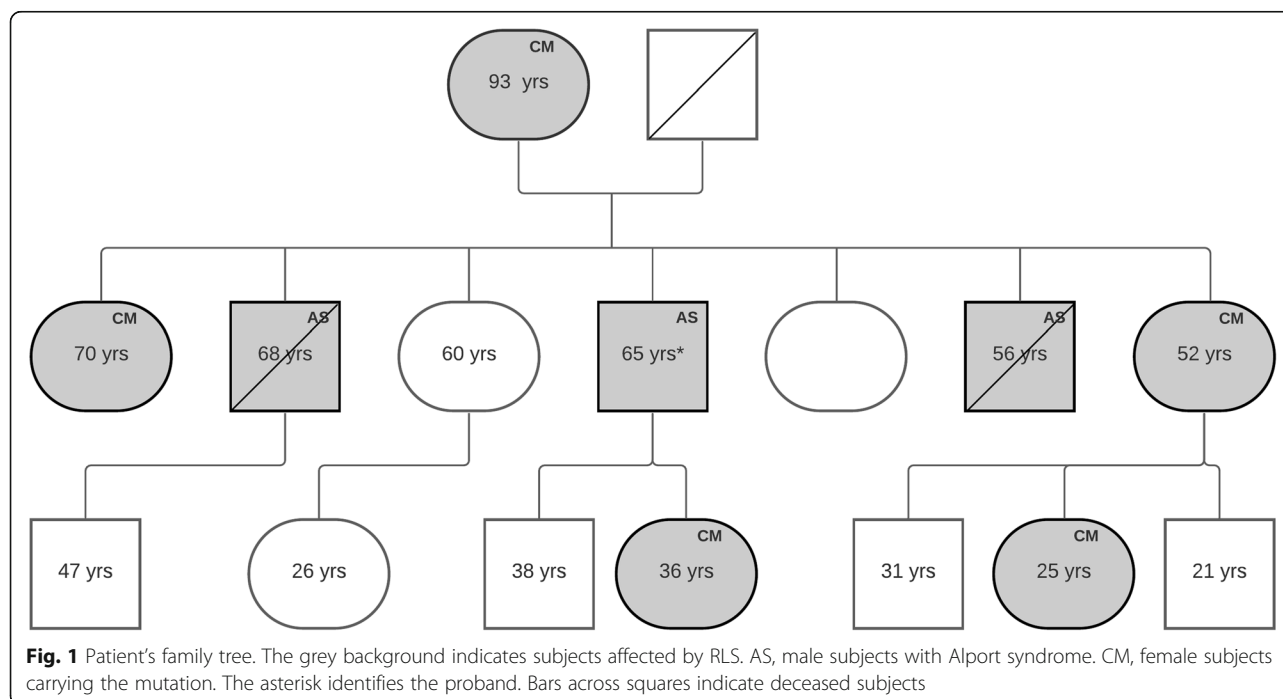 CM
93 yrs
CM
70 yrs
AS
68 yrs
60 yrs
AS
65 yrs*
AS
56 yrs
CM
52 yrs
47 yrs
26 yrs
38 yrs
CM
36 yrs
31 yrs
CM
25 yrs
21 yrs
Fig. 1 Patient's family tree. The grey background indicates subjects affected by RLS. AS, male subjects with Alport syndrome. CM, female subjects
carrying the mutation. The asterisk identifies the proband. Bars across squares indicate deceased subjects